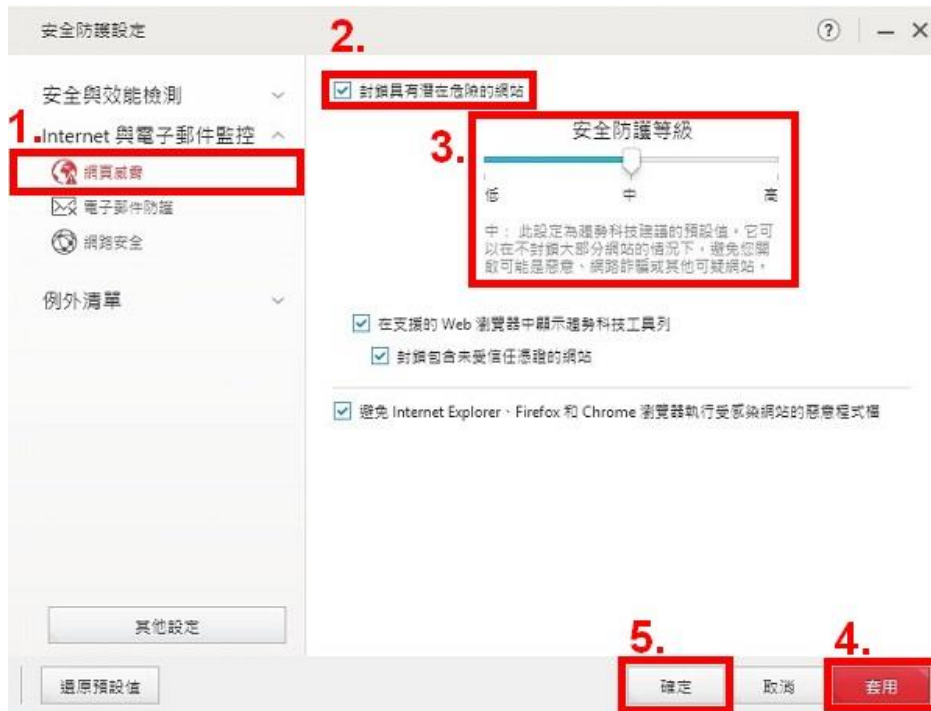 安全防護設定
2.
安全與效能檢測
封鎖具有潛在危險的網站
1.
Internet 與電子郵件監控
3.
安全防護等級
網頁威脅
低 中 高
電子郵件防護
網路安全
中： 此設定為趨勢科技建議的預設值。它可
以在不封鎖大部分網站的情況下，避免您開
啟可能是惡意、網路詐騙或其他可疑網站。
例外清單
在支援的 Web 瀏覽器中顯示趨勢科技工具列
封鎖包含未受信任憑證的網站
避免 Internet Explorer、Firefox 和 Chrome 瀏覽器執行受感染網站的惡意程式檔
其他設定
5.
4.
還原預設值
確定
取消
套用